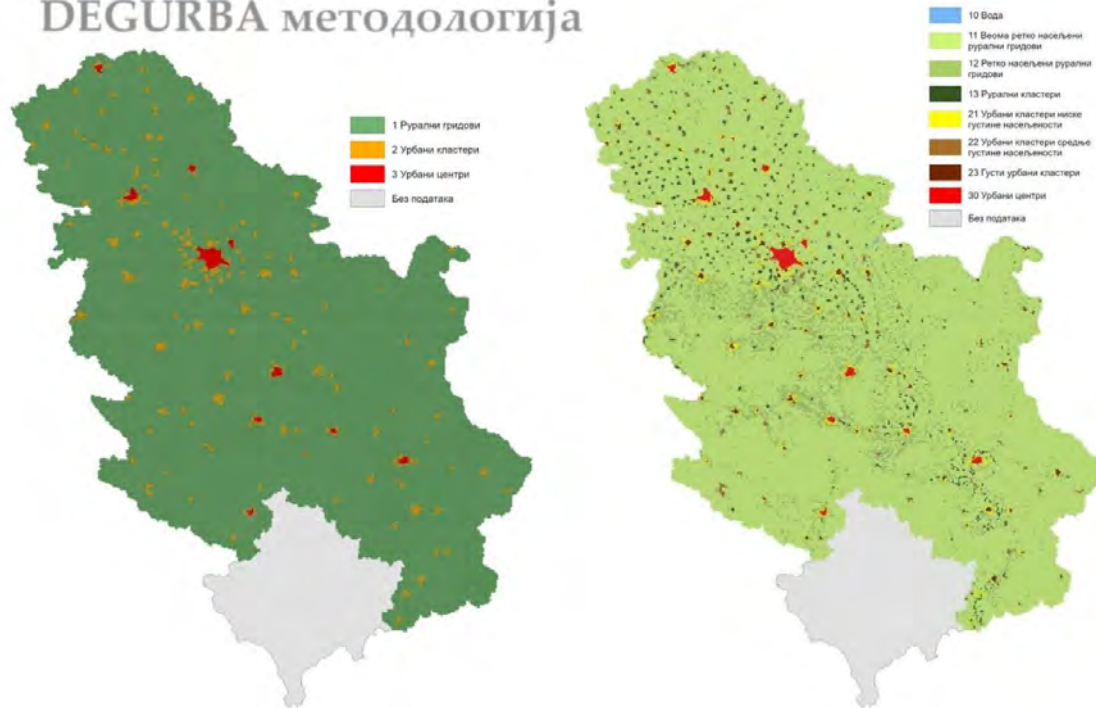 DEGURBA методологија
1 Рурални гридови
2 Урбани кластери
3 Урбани центри
Без података
10 Вода
11 Веома ретко насељени
рурални гридови
12 Ретко насељени рурални
гридови
13 Рурални кластери
21 Урбани кластери ниске
густине насељености
22 Урбани кластери средње
густине насељености
23 Густи урбани кластери
30 Урбани центри
Без података